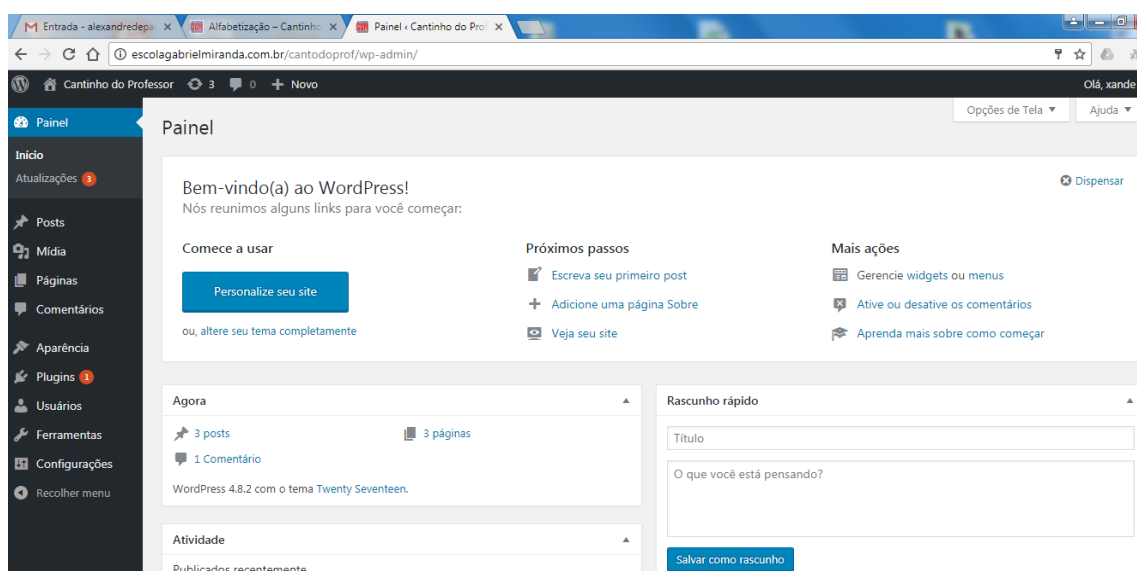 Entrada - alexandredepa
Alfabetização – Cantinho
Painel ‹ Cantinho do Prof
escolagabrielmiranda.com.br/cantodoprof/wp-admin/
Cantinho do Professor 3 0 Novo
Olá, xande
Opções de Tela
Ajuda
Painel
Início
Atualizações 3
Posts
Mídia
Páginas
Comentários
Aparência
Plugins 1
Usuários
Ferramentas
Configurações
Recolher menu
Painel
Bem-vindo(a) ao WordPress!
Nós reunimos alguns links para você começar:
Dispensar
Comece a usar
Personalize seu site
ou, altere seu tema completamente
Próximos passos
Escreva seu primeiro post
Adicione uma página Sobre
Veja seu site
Mais ações
Gerencie widgets ou menus
Ative ou desative os comentários
Aprenda mais sobre como começar
Agora
3 posts
3 páginas
1 Comentário
WordPress 4.8.2 com o tema Twenty Seventeen.
Atividade
Publicados recentemente
Rascunho rápido
Título
O que você está pensando?
Salvar como rascunho